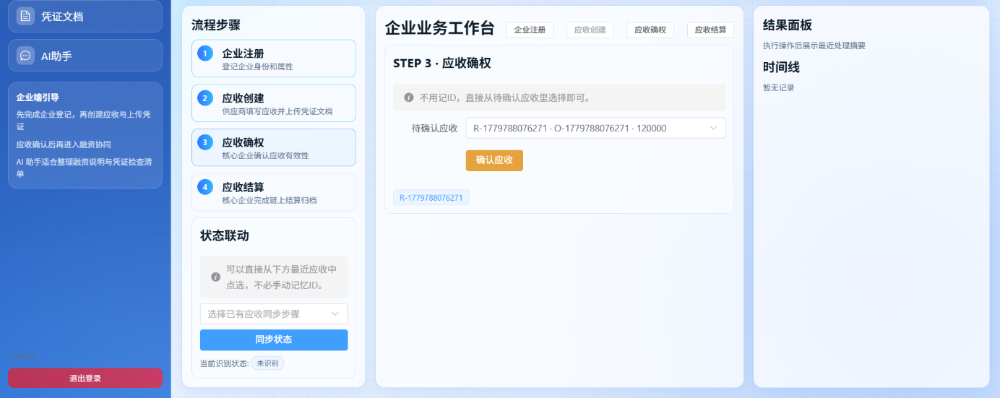 凭证文档
AI助手
企业端引导
先完成企业登记，再创建应收与上传凭
证
应收确认后再进入融资协同
AI 助手适合整理融资说明与凭证检查清
单
退出登录
流程步骤
1
企业注册
登记企业身份和属性
2
应收创建
供应商填写应收并上传凭证文档
3
应收确权
核心企业确认应收有效性
4
应收结算
核心企业完成链上结算归档
状态联动
可以直接从下方最近应收中
点选，不必手动记忆ID。
选择已有应收同步步骤
同步状态
当前识别状态: 未识别
企业业务工作台
企业注册
应收创建
应收确权
应收结算
STEP 3 · 应收确权
不用记ID，直接从待确认应收里选择即可。
待确认应收
R-1779788076271 · O-1779788076271 · 120000
确认应收
R-1779788076271
结果面板
执行操作后展示最近处理摘要
时间线
暂无记录